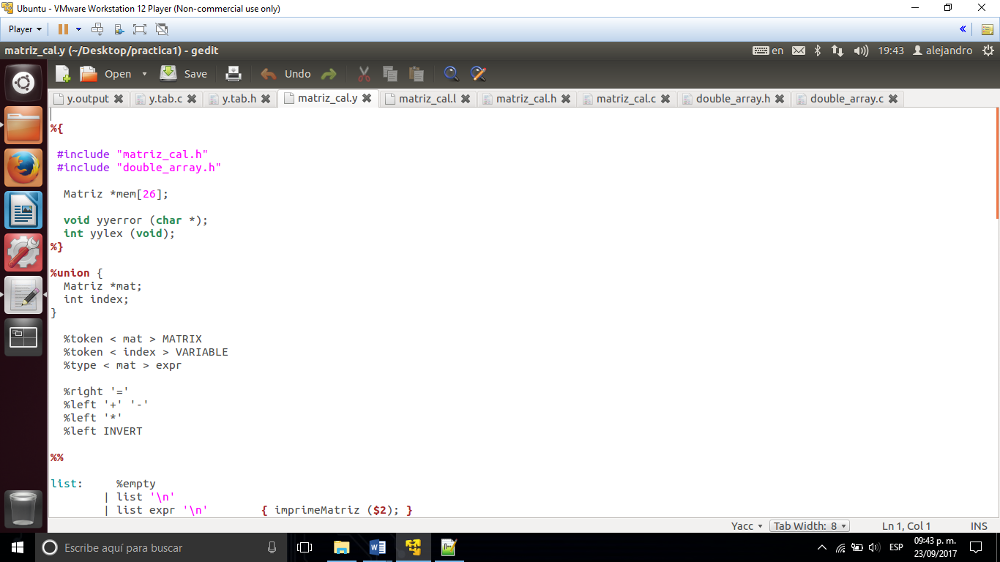 Ubuntu - VMware Workstation 12 Player (Non-commercial use only)
Player
matriz_cal.y (~/Desktop/practica1) - gedit
en
19:43
alejandro
Open
Save
Undo
y.output
y.tab.c
y.tab.h
matriz_cal.y
matriz_cal.l
matriz_cal.h
matriz_cal.c
double_array.h
double_array.c
%{
#include "matriz_cal.h"
#include "double_array.h"
Matriz *mem[26];
void yyerror (char *);
int yylex (void);
%}
%union {
Matriz *mat;
int index;
}
%token < mat > MATRIX
%token < index > VARIABLE
%type < mat > expr
%right '='
%left '+' '-'
%left '*'
%left INVERT
%%
list: %empty
| list '\n'
| list expr '\n' { imprimeMatriz ($2); }
Yacc
Tab Width: 8
Ln 1, Col 1
INS
Escribe aquí para buscar
ESP
09:43 p. m.
23/09/2017